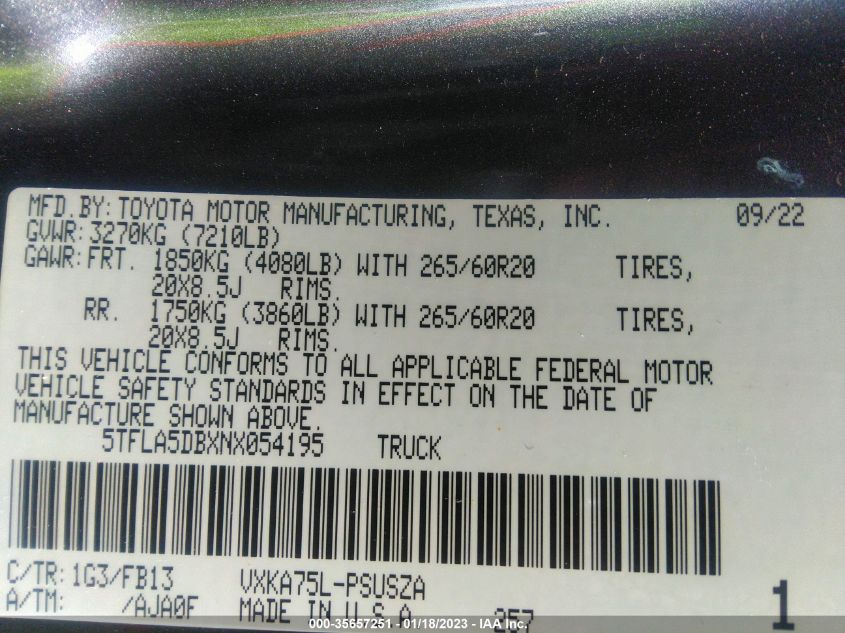 MFD. BY: TOYOTA MOTOR MANUFACTURING, TEXAS, INC. 09/22
GVWR: 3270KG (7210LB)
GAWR: FRT. 1850KG (4080LB) WITH 265/60R20 TIRES,
20X8.5J RIMS.
RR. 1750KG (3860LB) WITH 265/60R20 TIRES,
20X8.5J RIMS.
THIS VEHICLE CONFORMS TO ALL APPLICABLE FEDERAL MOTOR
VEHICLE SAFETY STANDARDS IN EFFECT ON THE DATE OF
MANUFACTURE SHOWN ABOVE.
5TFLA5DBXNX054195 TRUCK
C/TR: 1G3/FB13 VXKA75L-PSUSZA
A/TM: /AJA0F MADE IN U.S.A. 257 1
000-35657251 - 01/18/2023 - IAA Inc.